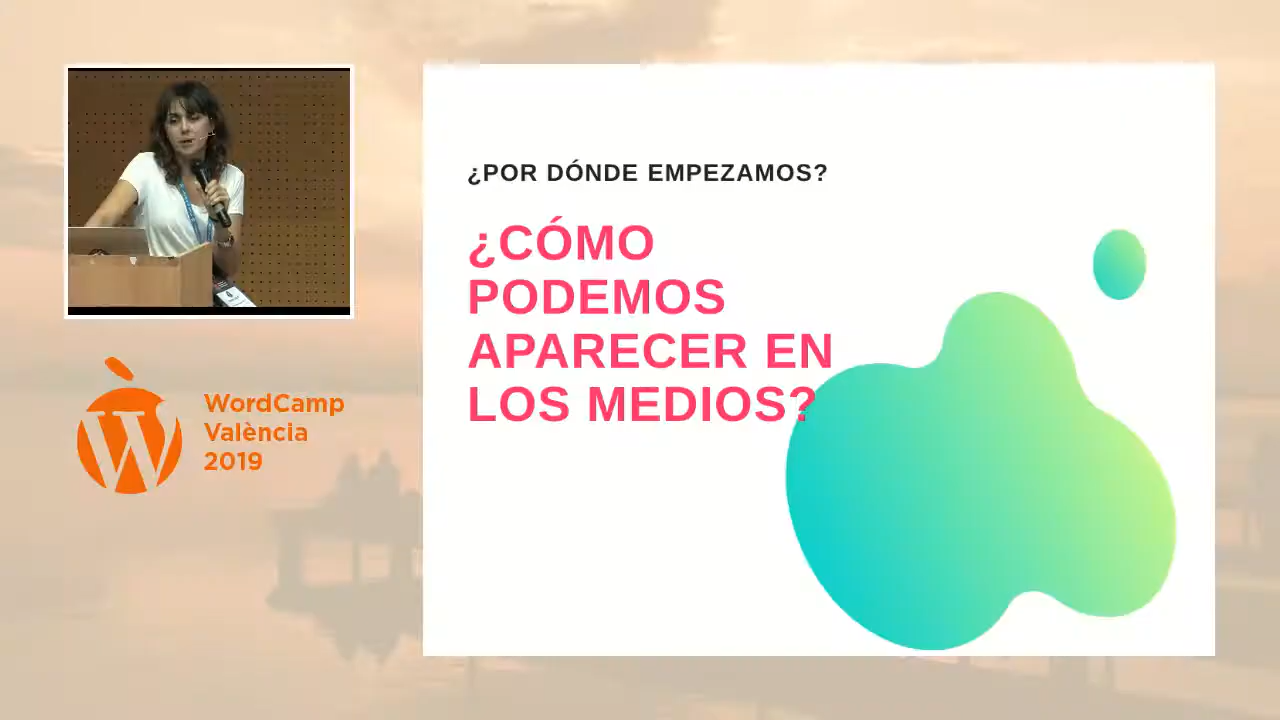 ¿POR DÓNDE EMPEZAMOS?
¿CÓMO
PODEMOS
APARECER EN
LOS MEDIOS?
WordCamp
València
2019